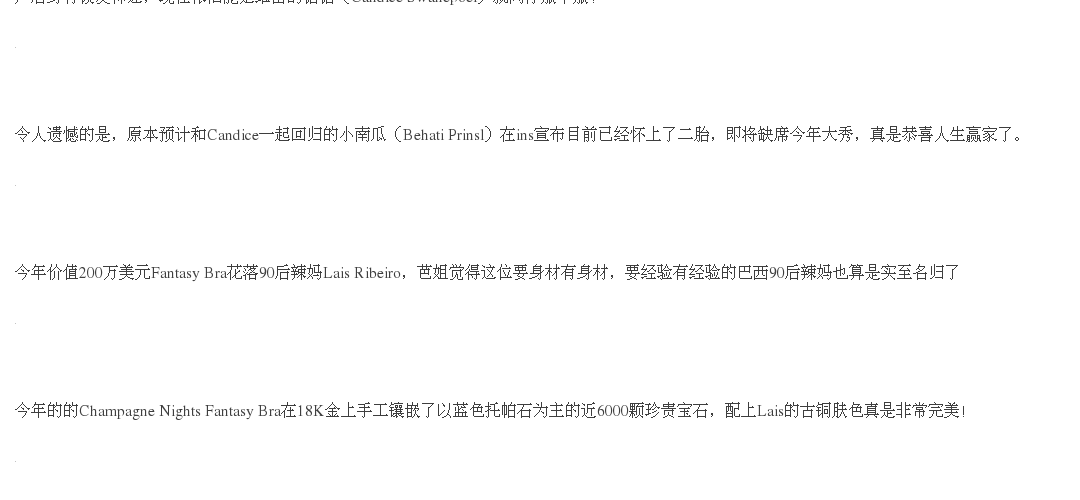 令人遗憾的是，原本预计和Candice一起回归的小南瓜（Behati Prinsl）在ins宣布目前已经怀上了二胎，即将缺席今年大秀，真是恭喜人生赢家了。
今年价值200万美元Fantasy Bra花落90后辣妈Lais Ribeiro，芭姐觉得这位要身材有身材，要经验有经验的巴西90后辣妈也算是实至名归了
今年的的Champagne Nights Fantasy Bra在18K金上手工镶嵌了以蓝色托帕石为主的近6000颗珍贵宝石，配上Lais的古铜肤色真是非常完美！